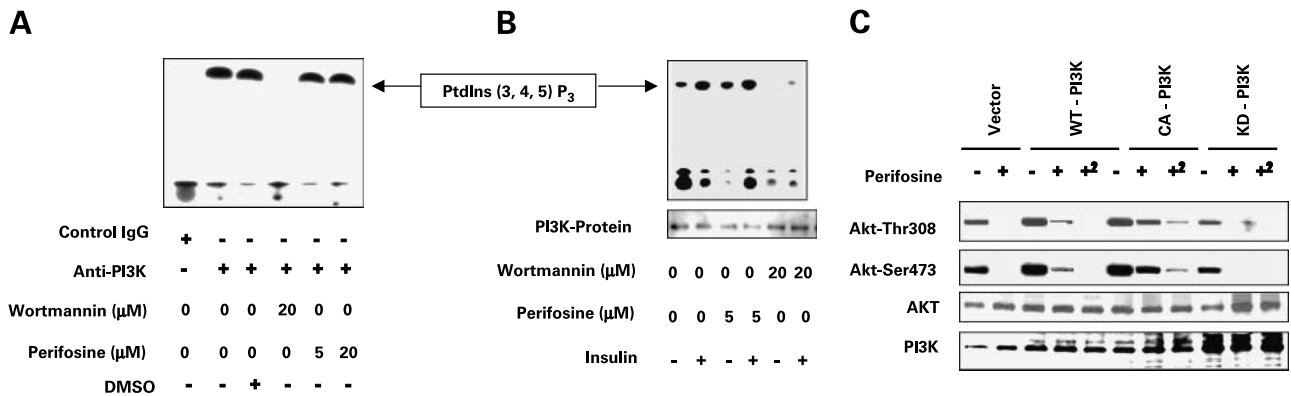 A
B
C
PtdIns (3, 4, 5) P3
Control IgG + - - - - -
Anti-PI3K - + + + + +
Wortmannin (μM) 0 0 0 20 0 0
Perifosine (μM) 0 0 0 0 5 20
DMSO - - + - - -
PI3K-Protein
Wortmannin (μM) 0 0 0 0 20 20
Perifosine (μM) 0 0 5 5 0 0
Insulin - + - + - +
Vector WT - PI3K CA - PI3K KD - PI3K
Perifosine - + - + +2 - + +2 - + +2
Akt-Thr308
Akt-Ser473
AKT
PI3K